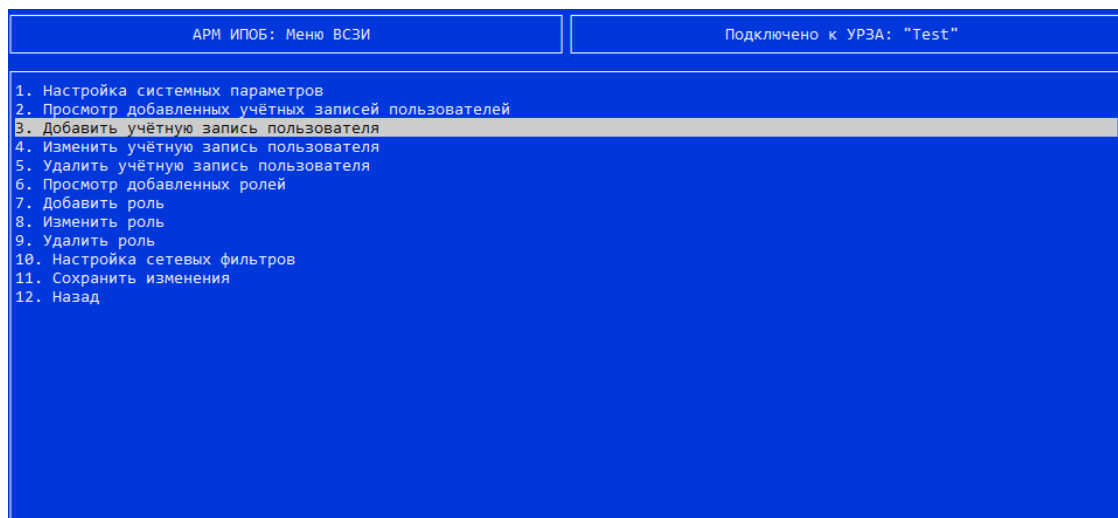 АРМ ИПОБ: Меню ВСЗИ
Подключено к УРЗА: "Test"
1. Настройка системных параметров
2. Просмотр добавленных учётных записей пользователей
3. Добавить учётную запись пользователя
4. Изменить учётную запись пользователя
5. Удалить учётную запись пользователя
6. Просмотр добавленных ролей
7. Добавить роль
8. Изменить роль
9. Удалить роль
10. Настройка сетевых фильтров
11. Сохранить изменения
12. Назад